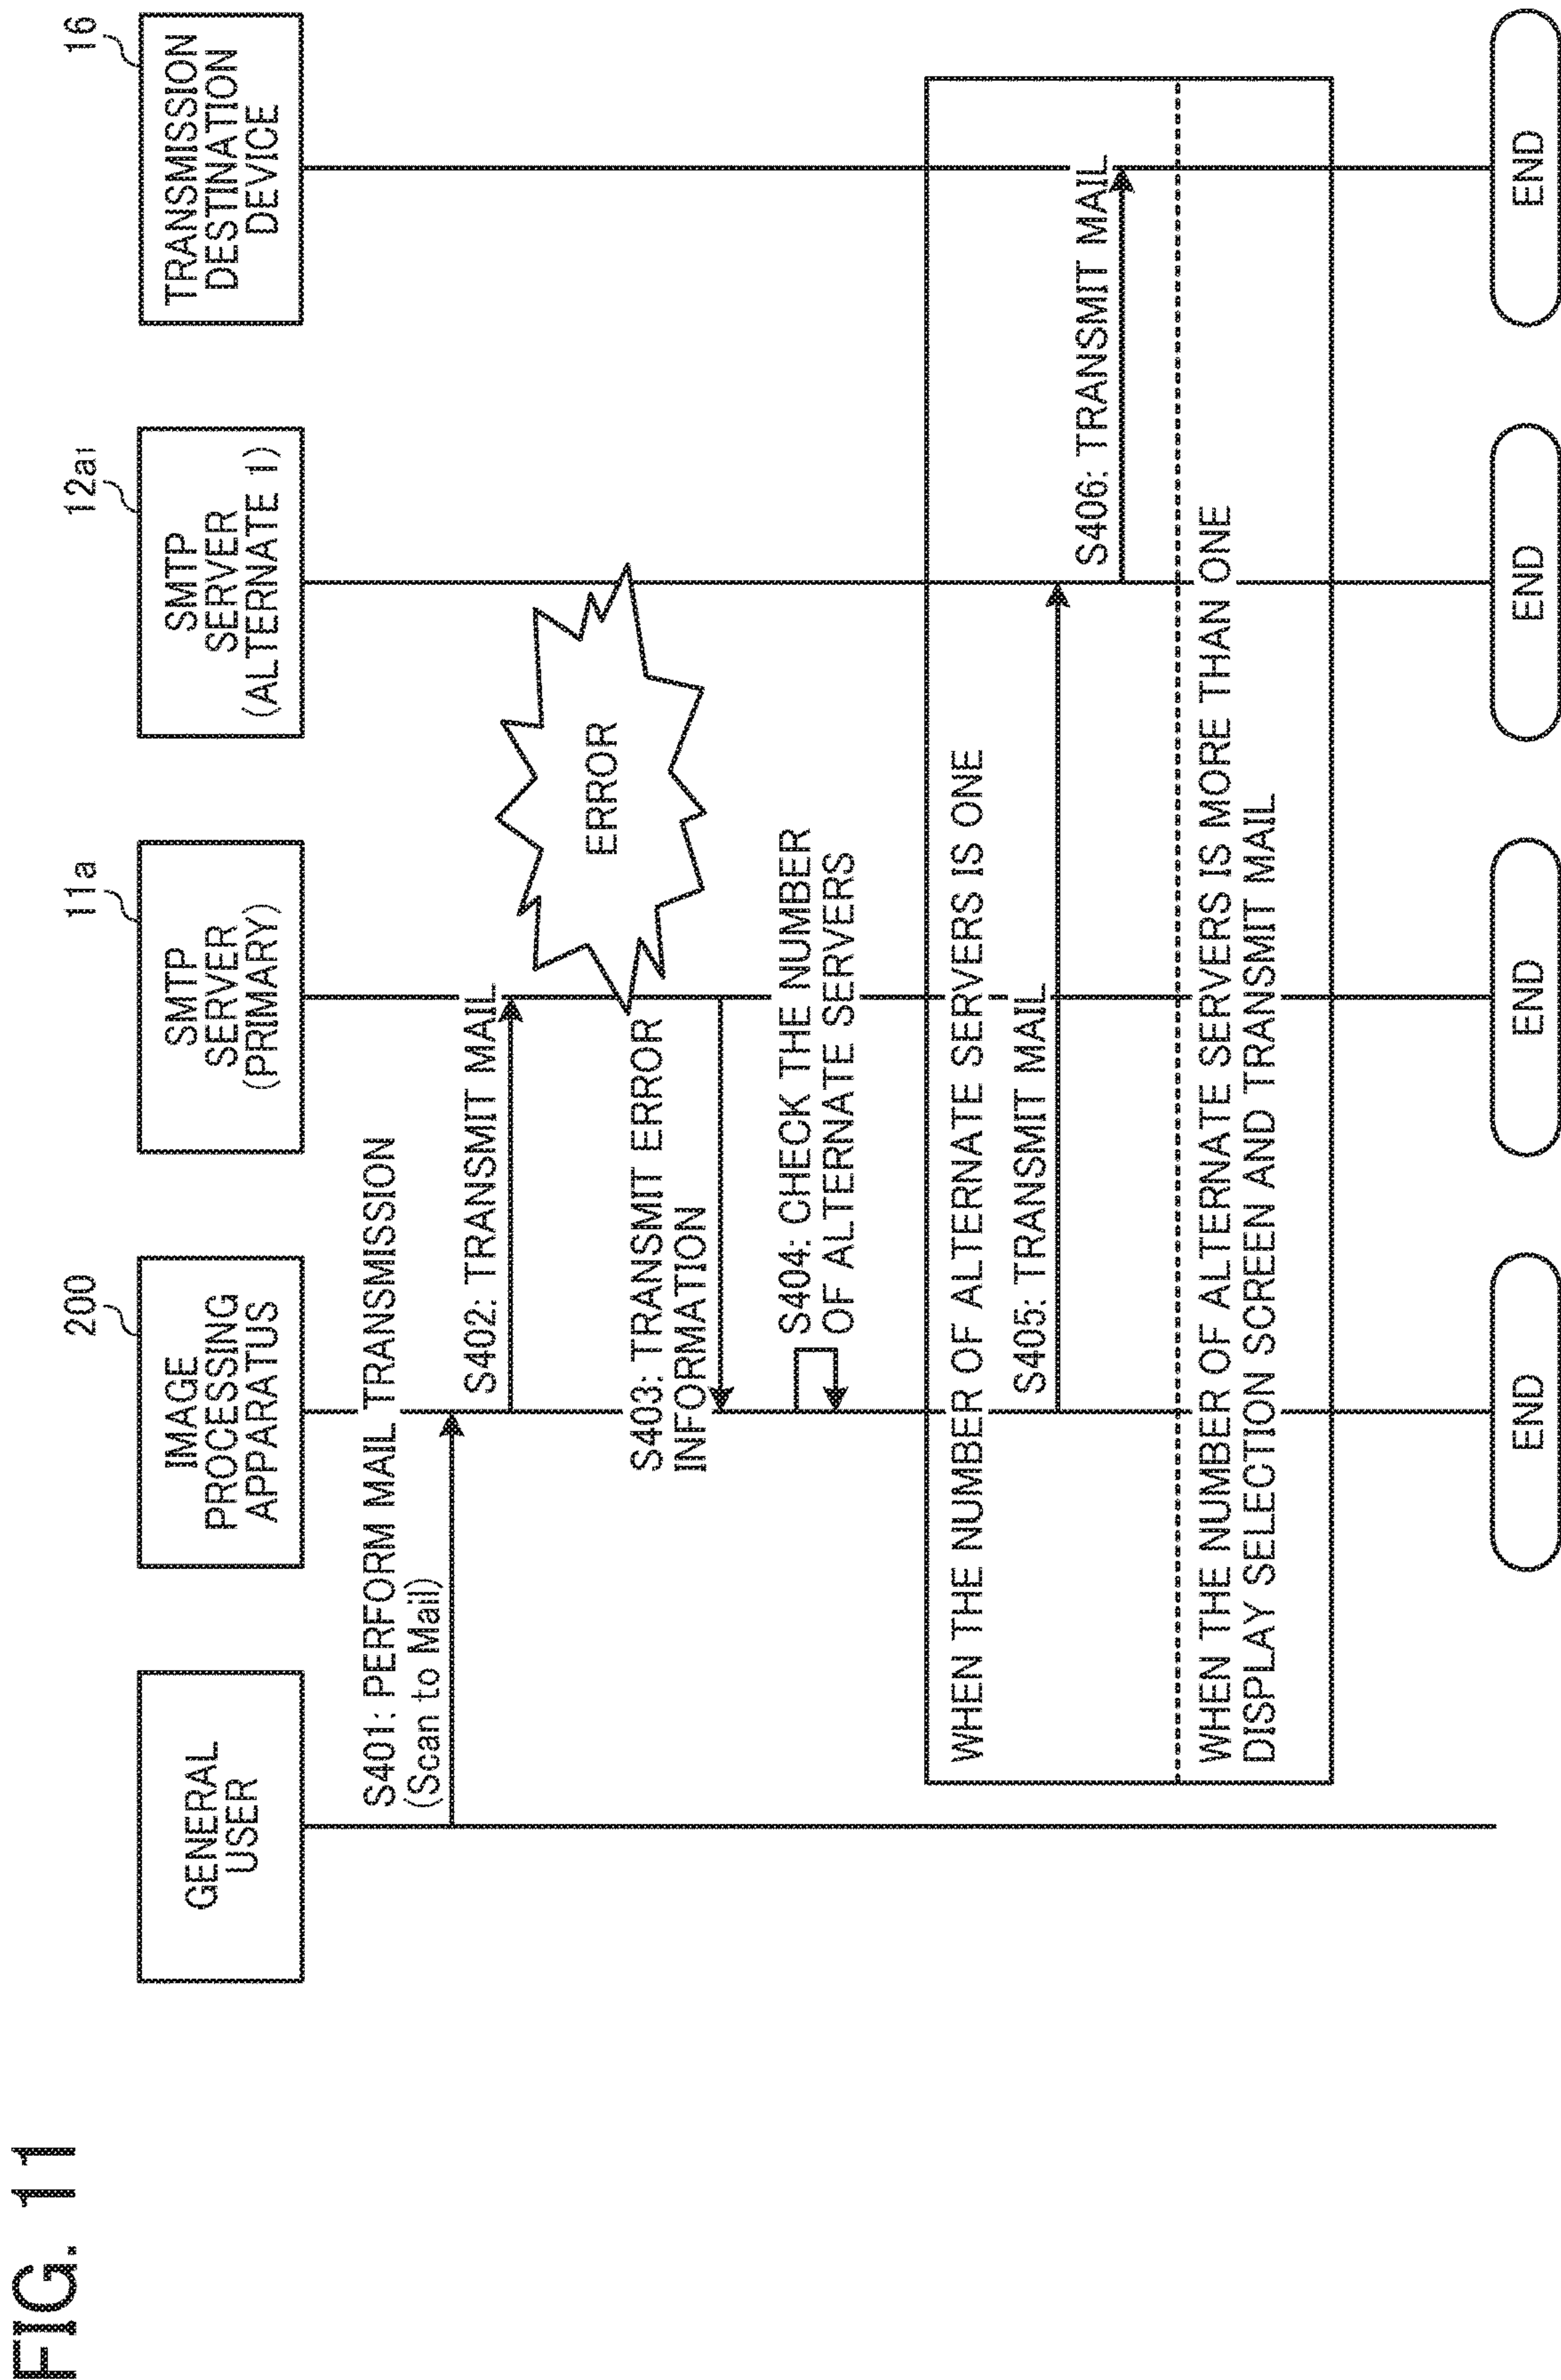 FIG. 11
GENERAL
USER
200
IMAGE
PROCESSING
APPARATUS
11a
SMTP
SERVER
(PRIMARY)
12a1
SMTP
SERVER
(ALTERNATE 1)
16
TRANSMISSION
DESTINATION
DEVICE
S401: PERFORM MAIL TRANSMISSION
(Scan to Mail)
S402: TRANSMIT MAIL
ERROR
S403: TRANSMIT ERROR
INFORMATION
S404: CHECK THE NUMBER
OF ALTERNATE SERVERS
WHEN THE NUMBER OF ALTERNATE SERVERS IS ONE
S405: TRANSMIT MAIL
S406: TRANSMIT MAIL
WHEN THE NUMBER OF ALTERNATE SERVERS IS MORE THAN ONE
DISPLAY SELECTION SCREEN AND TRANSMIT MAIL
END
END
END
END